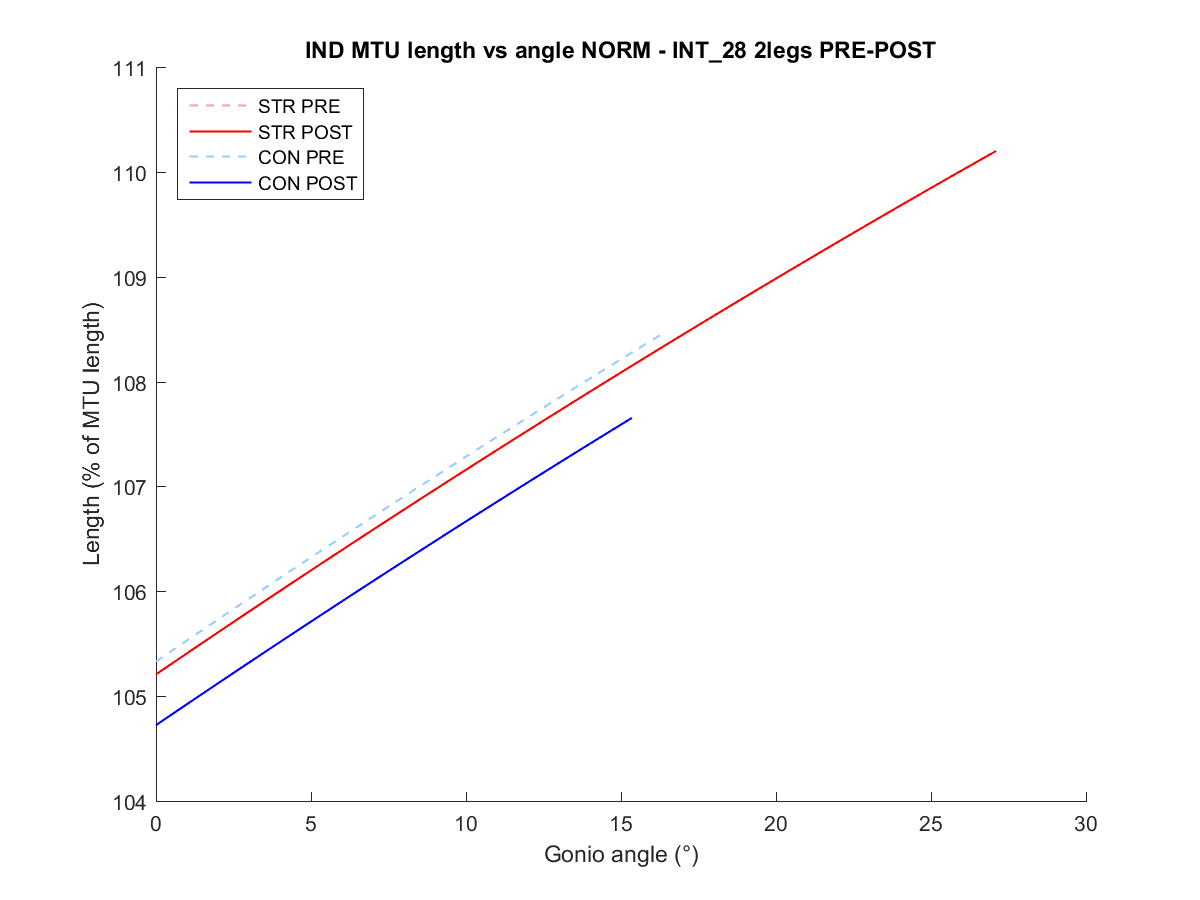 IND MTU length vs angle NORM - INT_28 2legs PRE-POST
111
110
109
108
107
106
105
104
Length (% of MTU length)
STR PRE
STR POST
CON PRE
CON POST
0 5 10 15 20 25 30
Gonio angle (°)